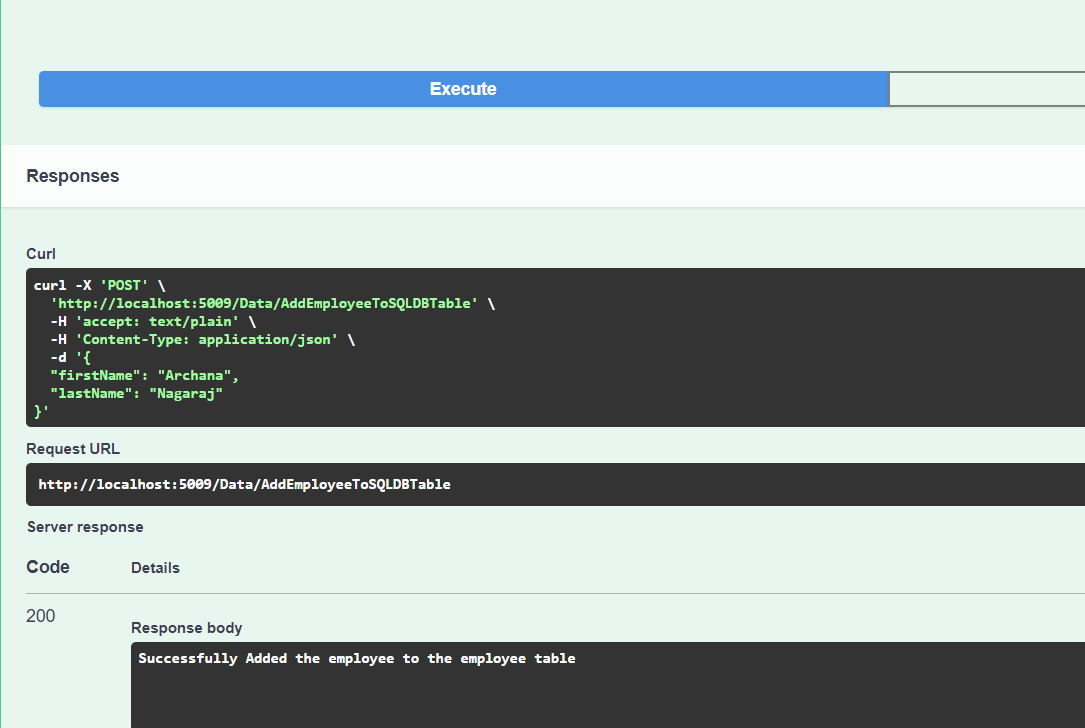 Execute
Responses
Curl
curl -X 'POST' \
'http://localhost:5009/Data/AddEmployeeToSQLDBTable' \
-H 'accept: text/plain' \
-H 'Content-Type: application/json' \
-d '{
"firstName": "Archana",
"lastName": "Nagaraj"
}'
Request URL
http://localhost:5009/Data/AddEmployeeToSQLDBTable
Server response
Code Details
200
Response body
Successfully Added the employee to the employee table